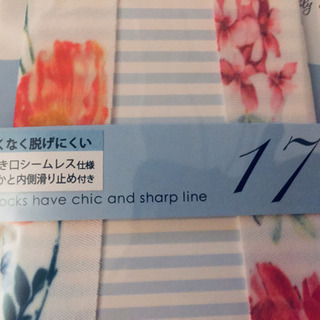 くなく脱げにくい
き口シームレス仕様
かと内側滑り止め付き
17
ocks have chic and sharp line